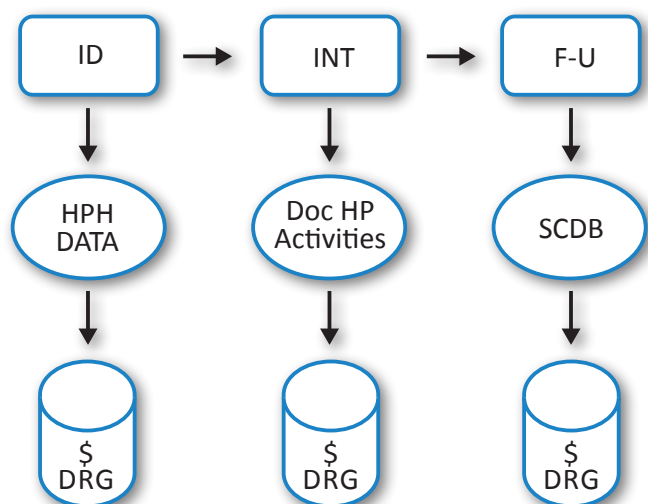 ID
INT
F-U
HPH
DATA
Doc HP
Activities
SCDB
$
DRG
$
DRG
$
DRG